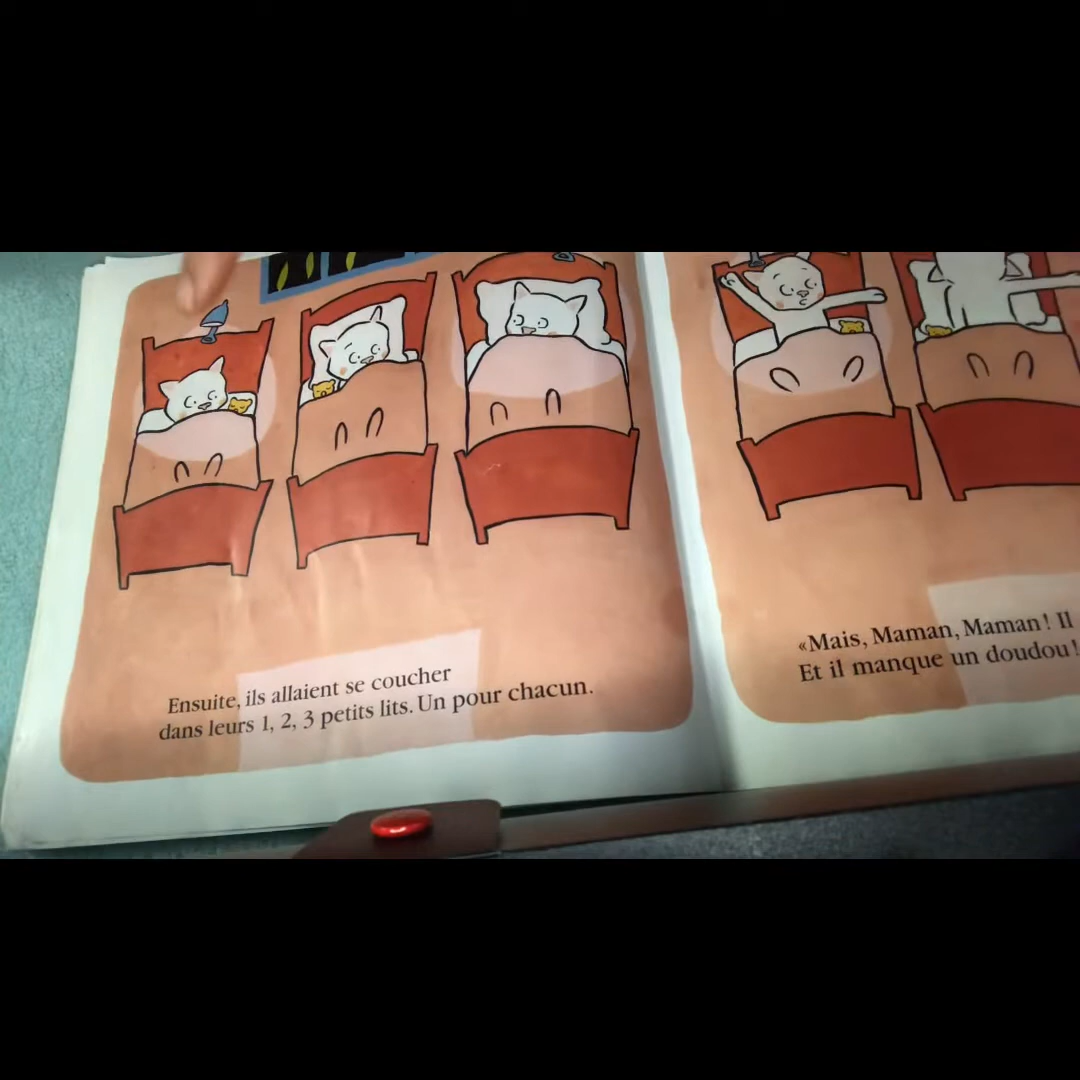 Ensuite, ils allaient se coucher
dans leurs 1, 2, 3 petits lits. Un pour chacun.
«Mais, Maman, Maman! Il
Et il manque un doudou!